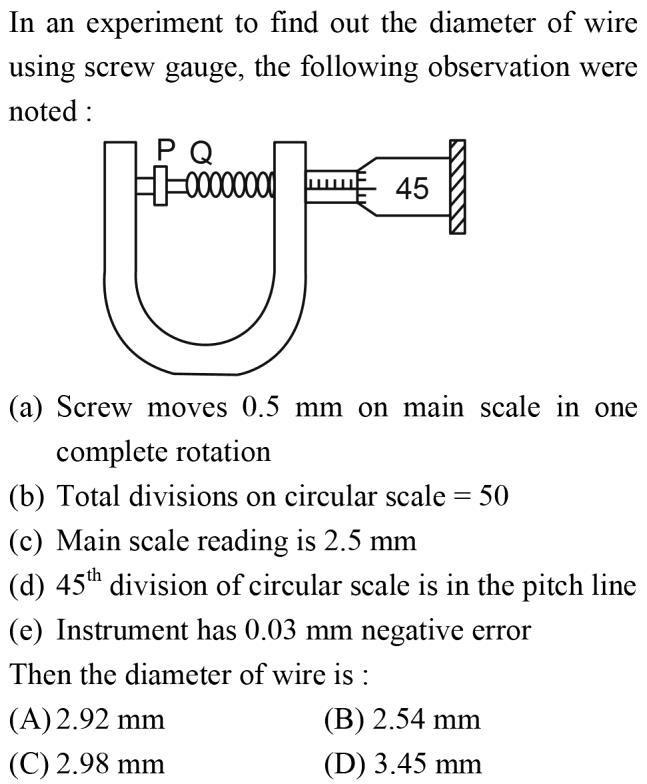 In an experiment to find out the diameter of wire
using screw gauge, the following observation were
noted :
P Q
45
(a) Screw moves 0.5 mm on main scale in one
complete rotation
(b) Total divisions on circular scale = 50
(c) Main scale reading is 2.5 mm
(d) 45th division of circular scale is in the pitch line
(e) Instrument has 0.03 mm negative error
Then the diameter of wire is :
(A) 2.92 mm (B) 2.54 mm
(C) 2.98 mm (D) 3.45 mm